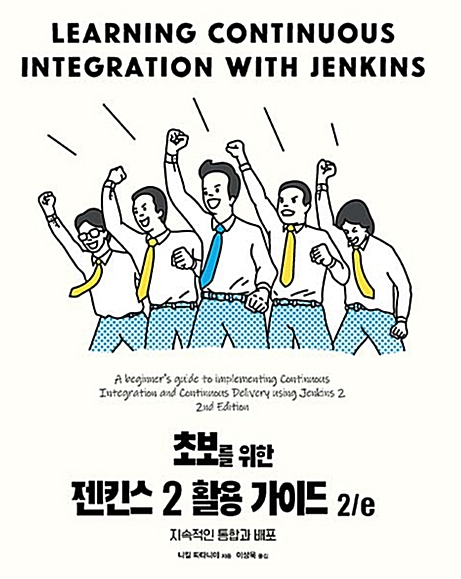 LEARNING CONTINUOUS
INTEGRATION WITH JENKINS
A beginner's guide to implementing Continuous
Integration and Continuous Delivery using Jenkins 2
2nd Edition
초보를 위한
젠킨스 2 활용 가이드 2/e
지속적인 통합과 배포
니킬 파타니아 지음 이상욱 옮김